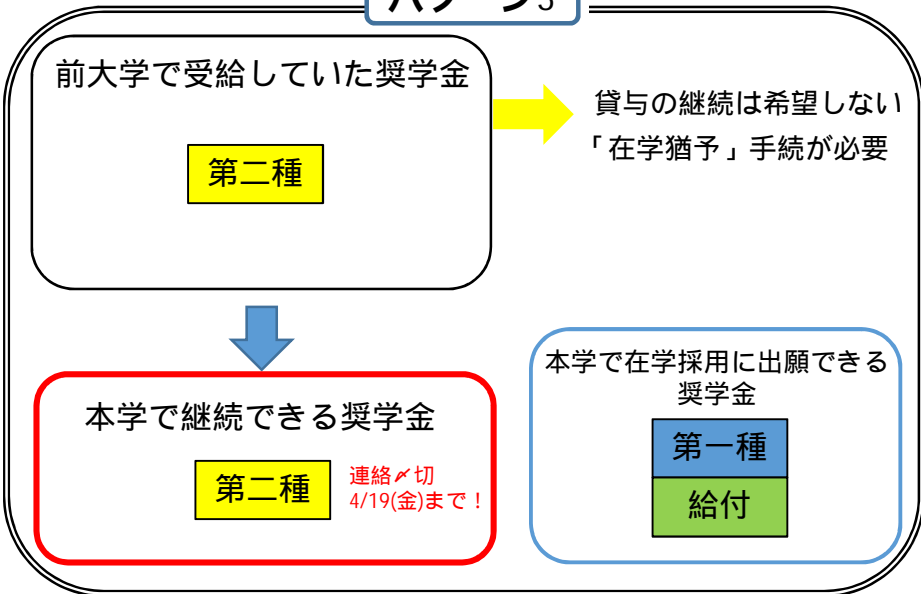 パターン3
前大学で受給していた奨学金
第二種
貸与の継続は希望しない
「在学猶予」手続が必要
本学で継続できる奨学金
第二種
連絡〆切
4/19(金)まで！
本学で在学採用に出願できる
奨学金
第一種
給付